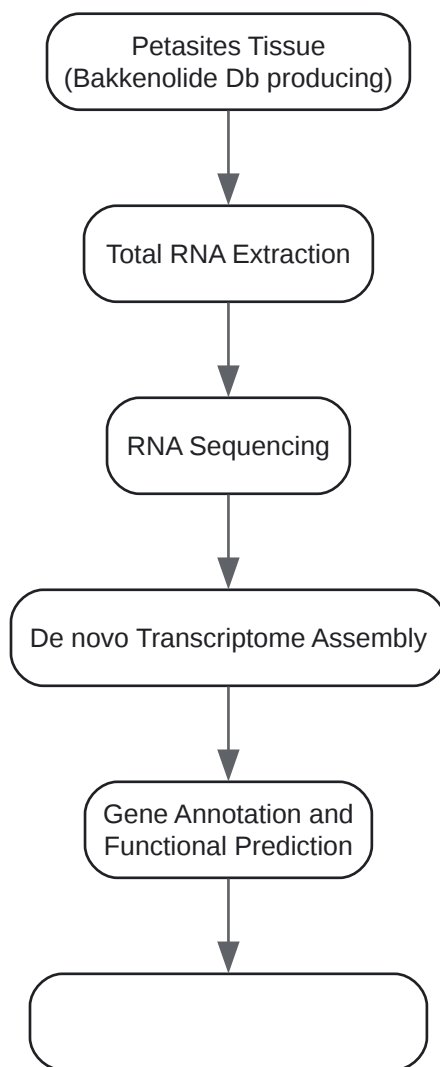 Petasites Tissue
(Bakkenolide Db producing)
Total RNA Extraction
RNA Sequencing
De novo Transcriptome Assembly
Gene Annotation and
Functional Prediction